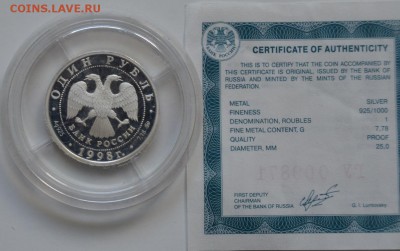 COINS.LAVE.RU
ОДИН РУБЛЬ
БАНК РОССИИ
1998 г.
CERTIFICATE OF AUTHENTICITY
THIS IS TO CERTIFY THAT THE COIN ACCOMPANIED BY
THIS CERTIFICATE IS ORIGINAL, ISSUED BY THE BANK OF
RUSSIA AND MINTED BY THE MINTS OF THE RUSSIAN
FEDERATION.
METAL SILVER
FINENESS 925/1000
DENOMINATION, ROUBLES 1
FINE METAL CONTENT, G 7,78
QUALITY PROOF
DIAMETER, MM 25,0
FIRST DEPUTY
CHAIRMAN
OF THE BANK OF RUSSIA